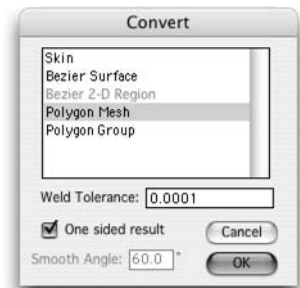 Convert
Skin
Bezier Surface
Bezier 2-D Region
Polygon Mesh
Polygon Group
Weld Tolerance: 0.0001
One sided result
Cancel
Smooth Angle: 60.0 °
OK